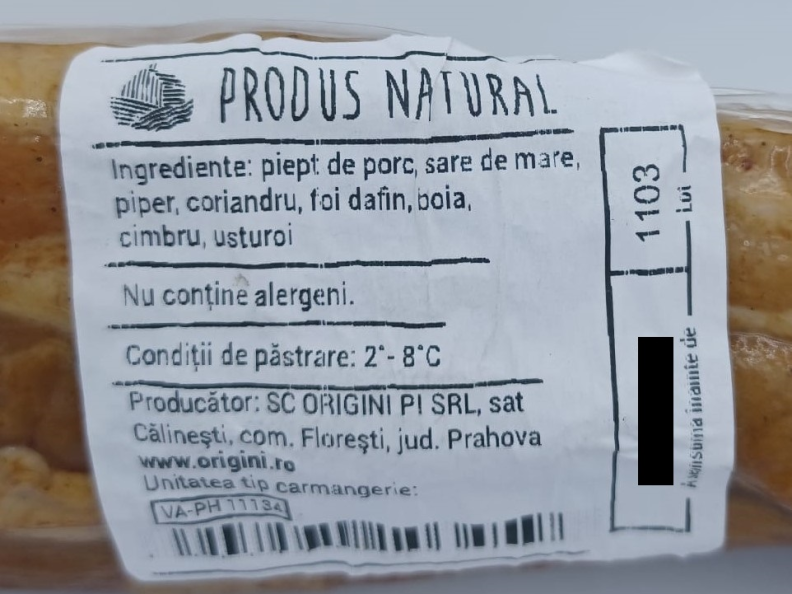 PRODUS NATURAL
Ingrediente: piept de porc, sare de mare,
piper, coriandru, foi dafin, boia,
cimbru, usturoi
Nu conține alergeni.
Condiții de păstrare: 2°- 8°C
Producător: SC ORIGINI PI SRL, sat
Călinești, com. Florești, jud. Prahova
www.origini.ro
Unitatea tip carmangerie:
VA-PH 11134
1103
Lot
înainte de